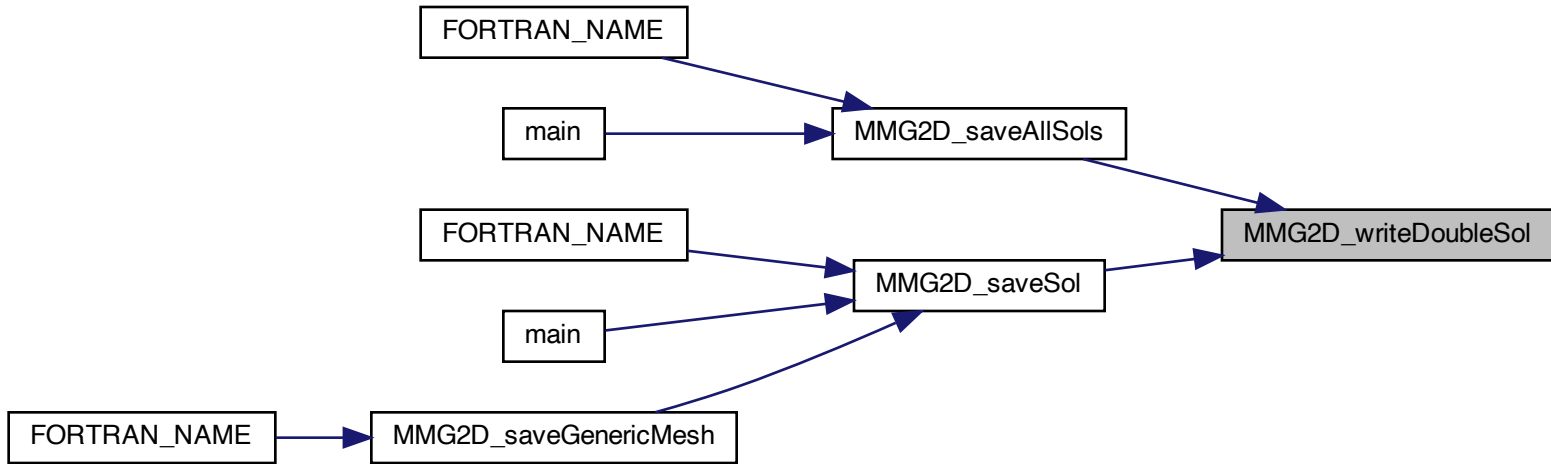 FORTRAN_NAME
main
MMG2D_saveAllSols
FORTRAN_NAME
MMG2D_writeDoubleSol
MMG2D_saveSol
main
FORTRAN_NAME
MMG2D_saveGenericMesh